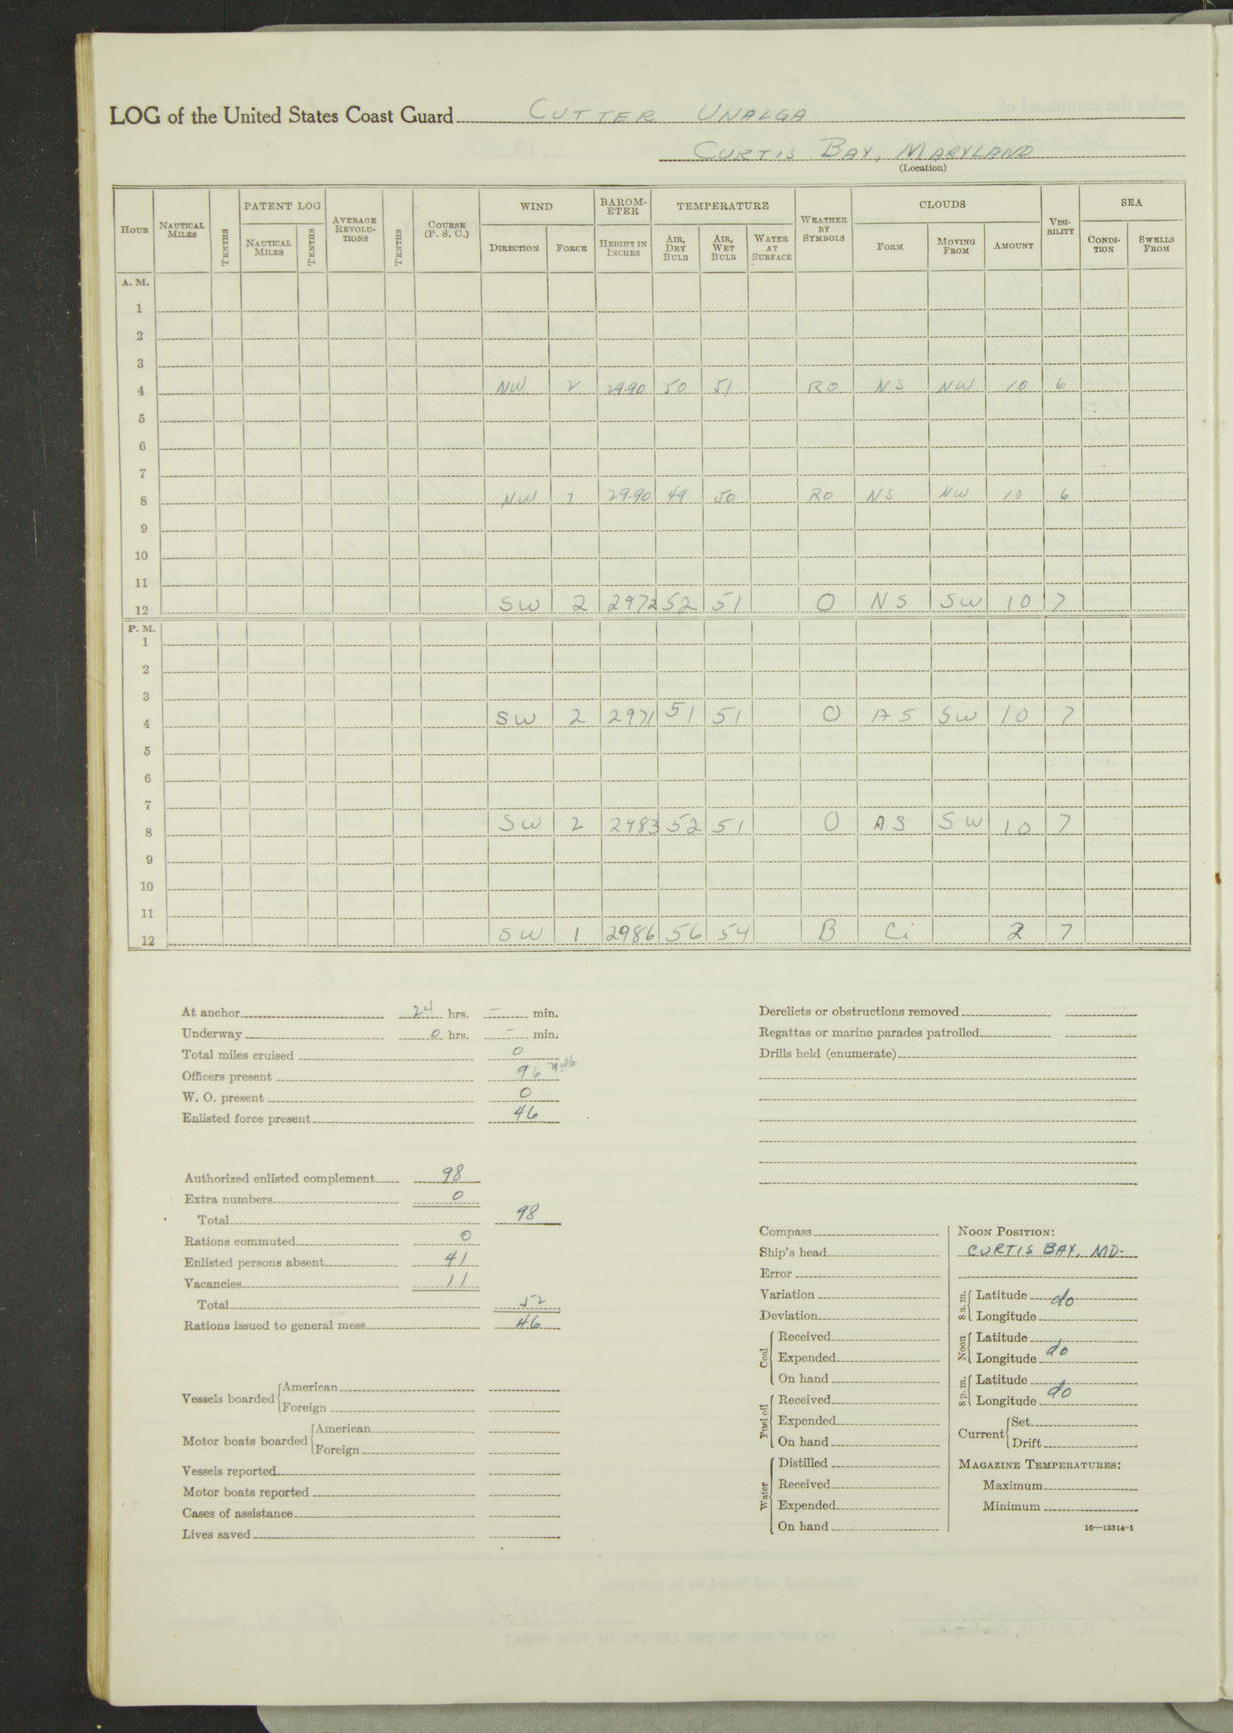 LOG of the United States Coast Guard CUTTER UNALGA
CURTIS BAY, MARYLAND
(Location)
HOUR NAUTICAL MILES TENTHS PATENT LOG NAUTICAL MILES TENTHS AVERAGE REVOLUTIONS TENTHS COURSE (P. S. C.) WIND DIRECTION FORCE BAROMETER HEIGHT IN INCHES TEMPERATURE AIR, DRY BULB AIR, WET BULB WATER AT SURFACE WEATHER BY SYMBOLS CLOUDS FORM MOVING FROM AMOUNT VISIBILITY SEA CONDITION SWELLS FROM
A. M.
1
2
3
4 NW 2 29.90 50 51 RO NS NW 10 6
5
6
7
8 NW 1 29.90 49 50 RO NS NW 10 6
9
10
11
12 SW 2 2972 52 51 O NS SW 10 7
P. M.
1
2
3
4 SW 2 2971 51 51 O AS SW 10 7
5
6
7
8 SW 2 2983 52 51 O AS SW 10 7
9
10
11
12 SW 1 2986 56 54 B Ci 2 7
At anchor 24 hrs. — min.
Underway 0 hrs. — min.
Total miles cruised 0
Officers present
W. O. present 0
Enlisted force present 46
Authorized enlisted complement 98
Extra numbers 0
Total 98
Rations commuted 0
Enlisted persons absent 41
Vacancies 11
Total 52
Rations issued to general mess 46
Vessels boarded American
Foreign
Motor boats boarded American
Foreign
Vessels reported
Motor boats reported
Cases of assistance
Lives saved
Derelicts or obstructions removed
Regattas or marine parades patrolled
Drills held (enumerate)
Compass
Ship's head
Error
Variation
Deviation
Coal Received
Expended
On hand
Fuel oil Received
Expended
On hand
Water Distilled
Received
Expended
On hand
NOON POSITION:
CURTIS BAY, MD-
8 a.m. Latitude do
Longitude
Noon Latitude
Longitude do
8 p.m. Latitude
Longitude do
Current Set
Drift
MAGAZINE TEMPERATURES:
Maximum
Minimum
16—13314-1